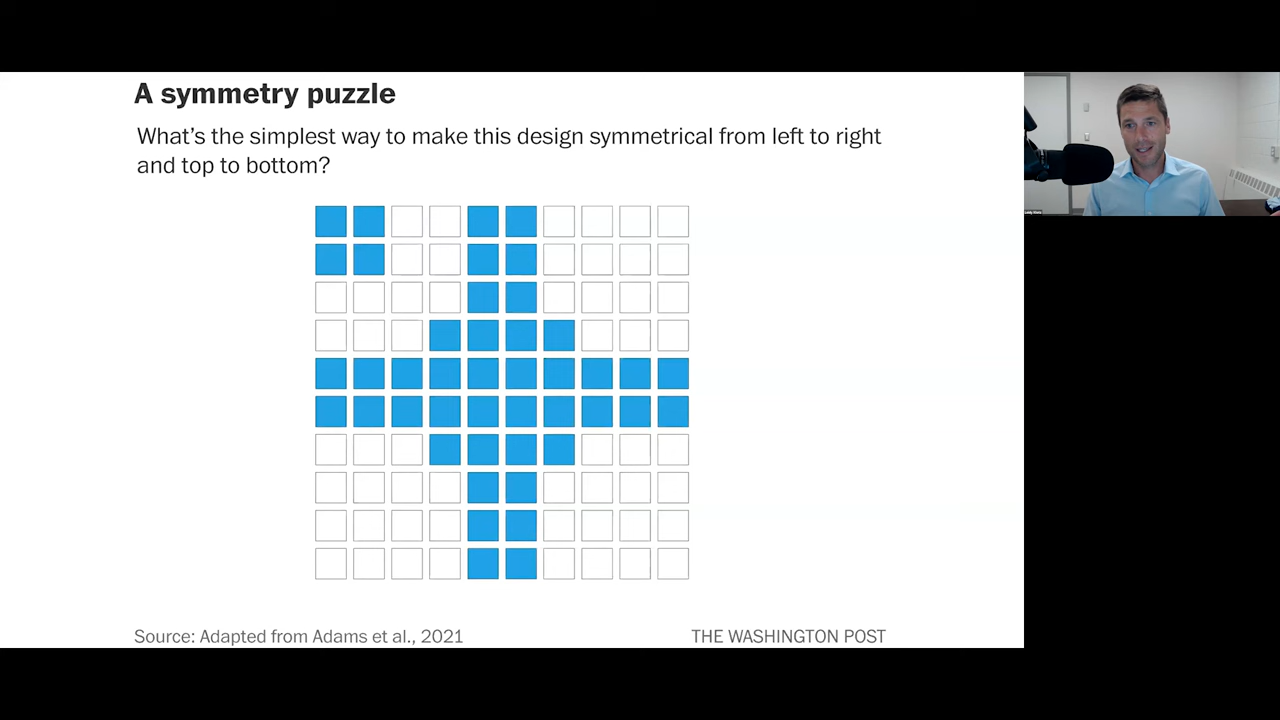 A symmetry puzzle
What's the simplest way to make this design symmetrical from left to right
and top to bottom?
Source: Adapted from Adams et al., 2021
THE WASHINGTON POST